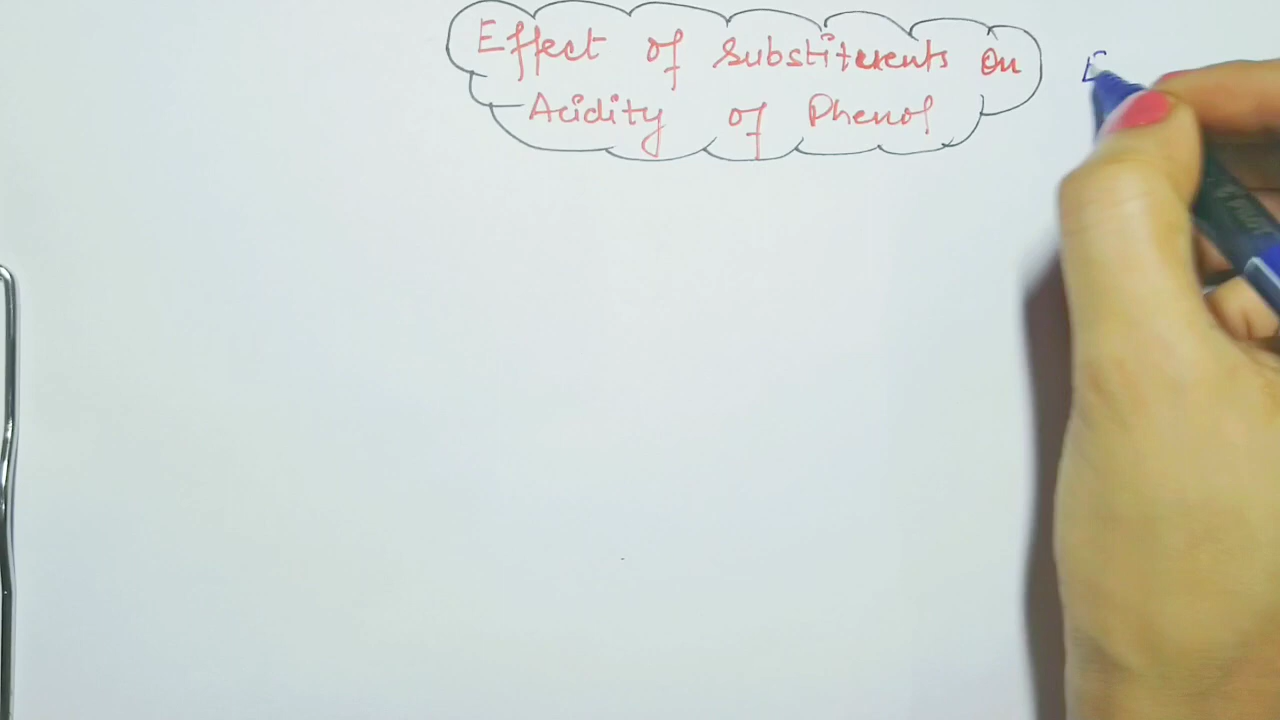 Effect of substituents on
Acidity of Phenol
E